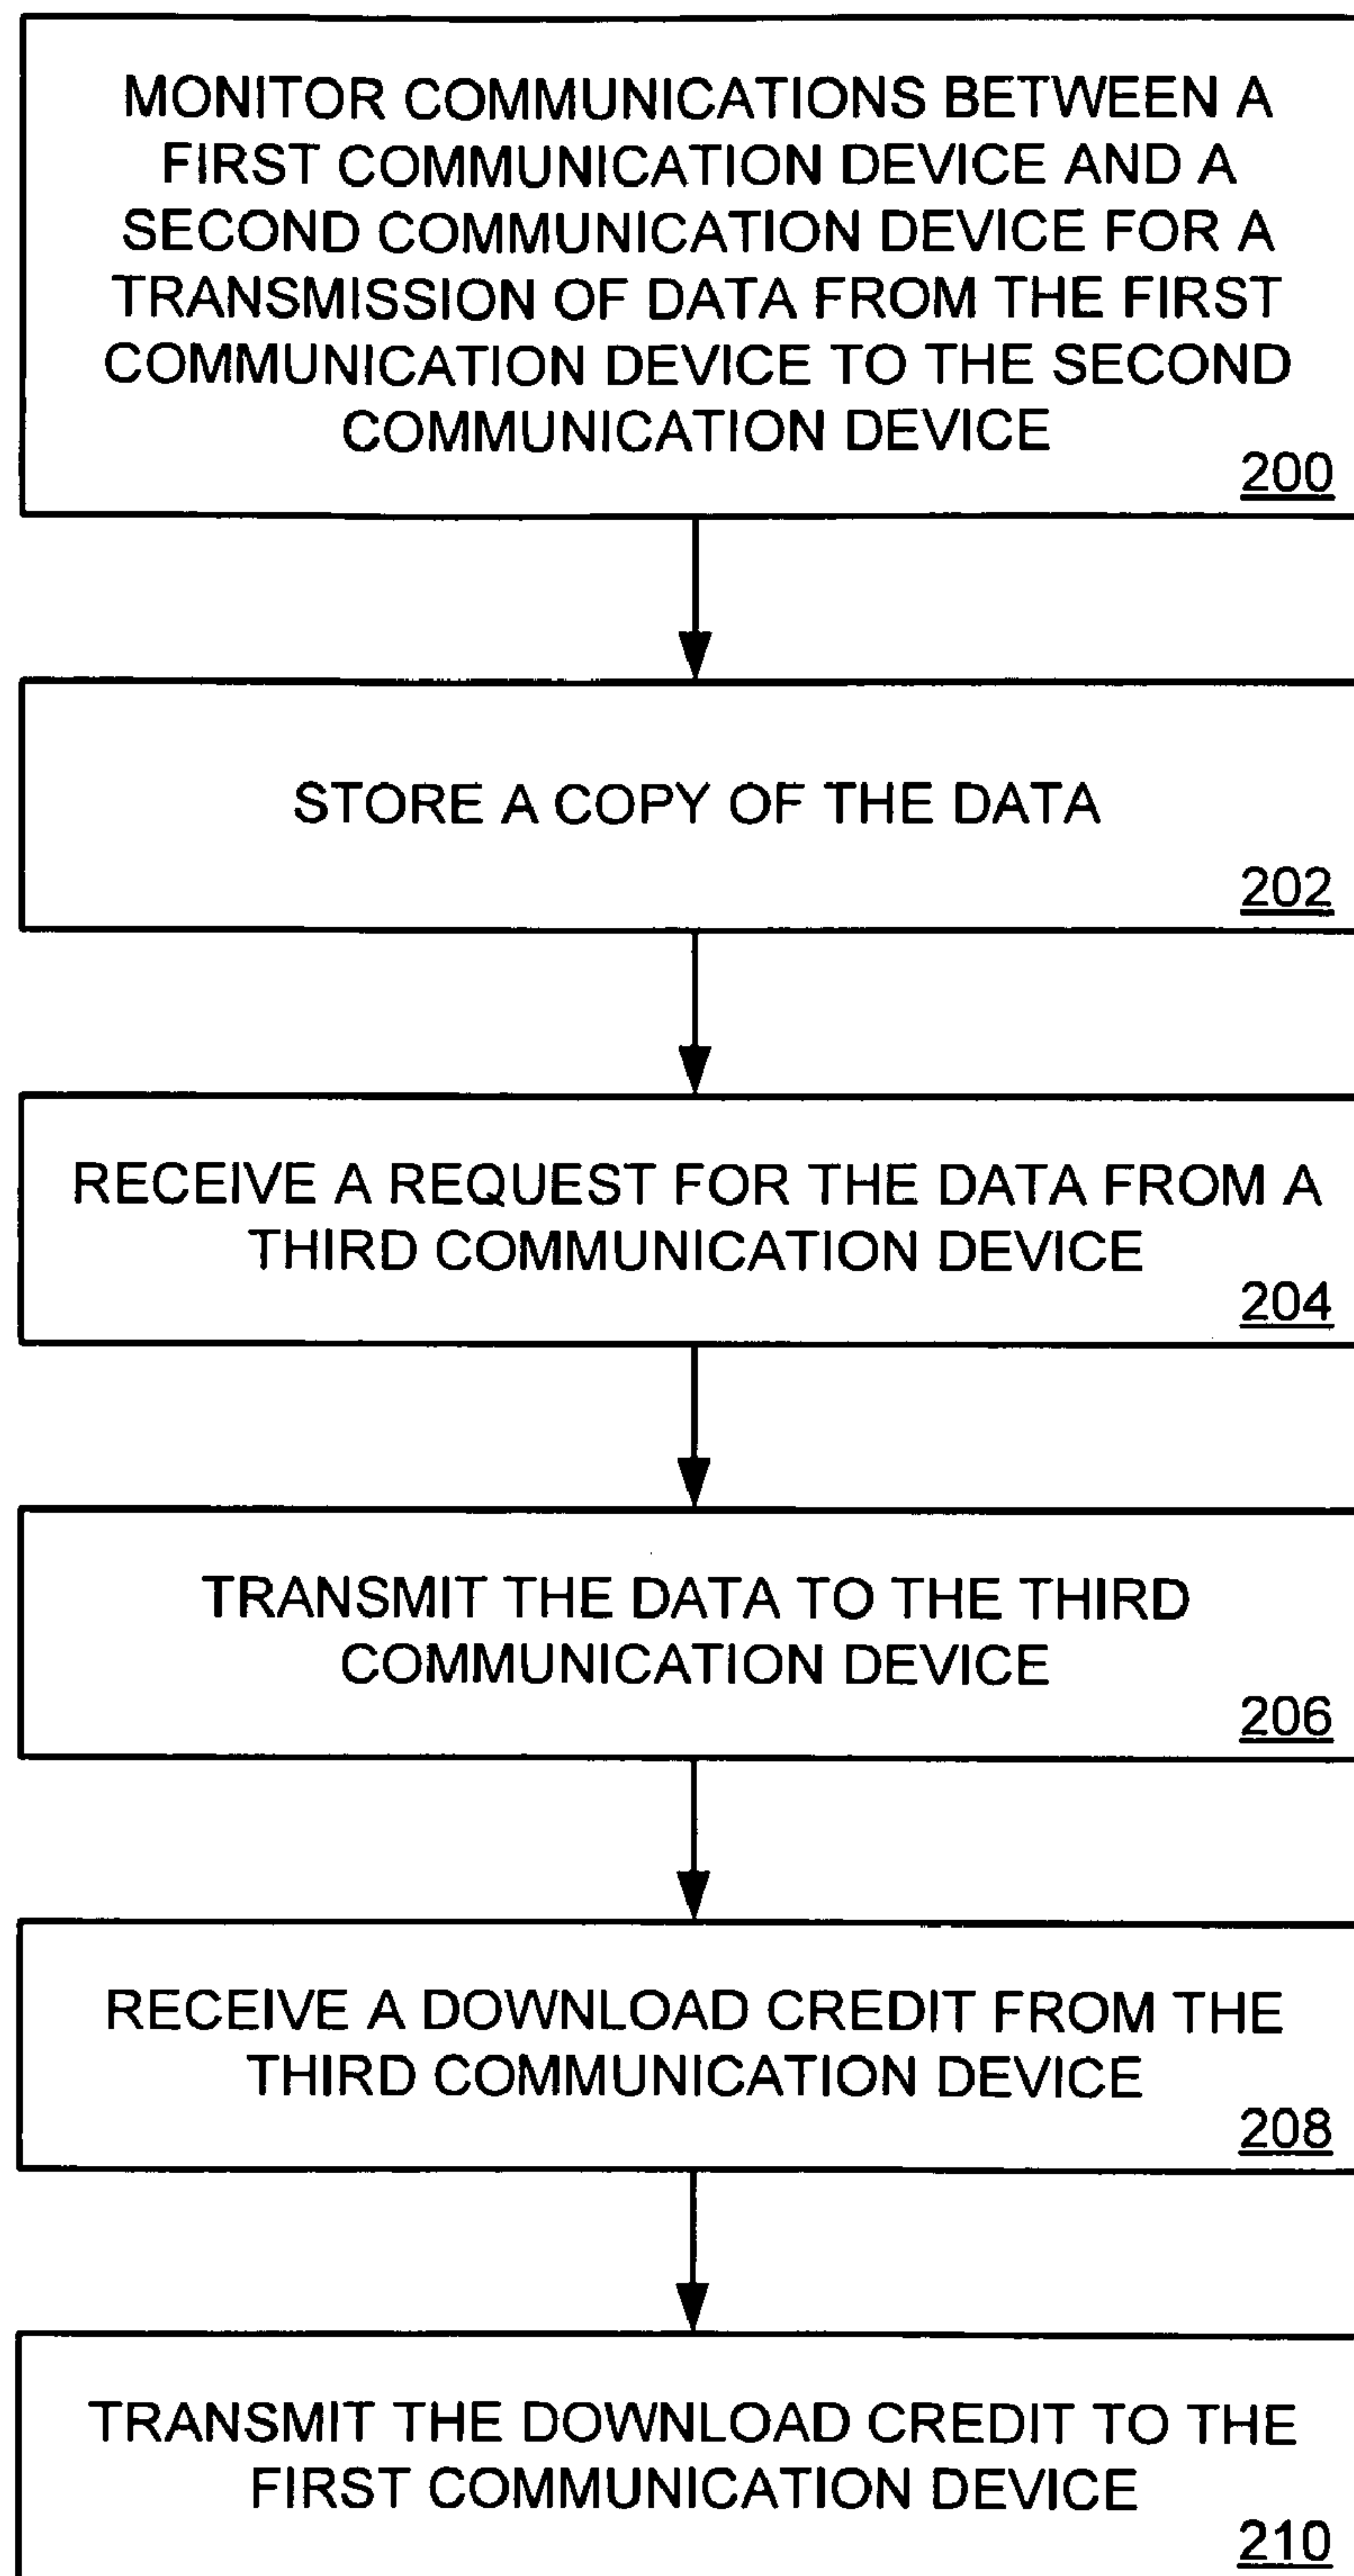 MONITOR COMMUNICATIONS BETWEEN A
FIRST COMMUNICATION DEVICE AND A
SECOND COMMUNICATION DEVICE FOR A
TRANSMISSION OF DATA FROM THE FIRST
COMMUNICATION DEVICE TO THE SECOND
COMMUNICATION DEVICE
200
STORE A COPY OF THE DATA
202
RECEIVE A REQUEST FOR THE DATA FROM A
THIRD COMMUNICATION DEVICE
204
TRANSMIT THE DATA TO THE THIRD
COMMUNICATION DEVICE
206
RECEIVE A DOWNLOAD CREDIT FROM THE
THIRD COMMUNICATION DEVICE
208
TRANSMIT THE DOWNLOAD CREDIT TO THE
FIRST COMMUNICATION DEVICE
210